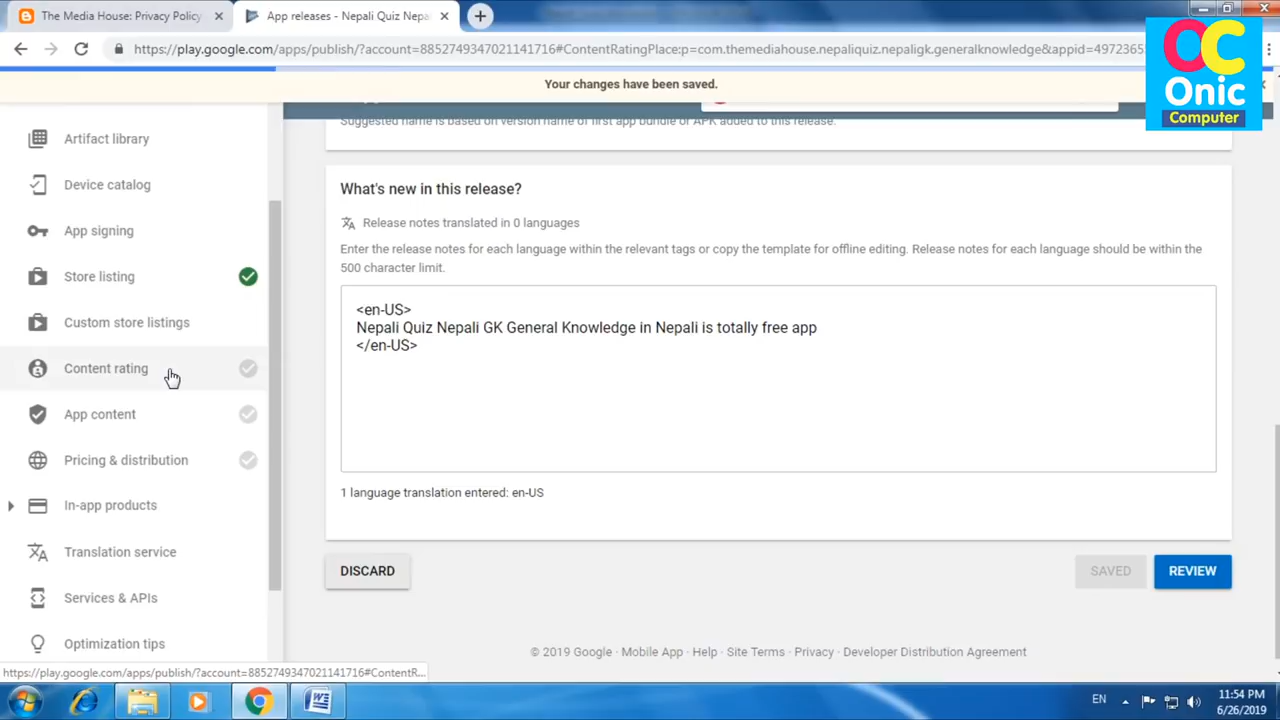 The Media House: Privacy Policy
App releases - Nepali Quiz Nepa
https://play.google.com/apps/publish/?account=8852749347021141716#ContentRatingPlace:p=com.themediahouse.nepaliquiz.nepaligk.generalknowledge&appid=4972365
OC
Onic
Computer
Your changes have been saved.
Suggested name is based on version name of first app bundle or APK added to this release.
Artifact library
Device catalog
App signing
Store listing
Custom store listings
Content rating
App content
Pricing & distribution
In-app products
Translation service
Services & APIs
Optimization tips
What's new in this release?
Release notes translated in 0 languages
Enter the release notes for each language within the relevant tags or copy the template for offline editing. Release notes for each language should be within the
500 character limit.
<en-US>
Nepali Quiz Nepali GK General Knowledge in Nepali is totally free app
</en-US>
1 language translation entered: en-US
DISCARD
SAVED
REVIEW
© 2019 Google · Mobile App · Help · Site Terms · Privacy · Developer Distribution Agreement
https://play.google.com/apps/publish/?account=8852749347021141716#ContentR...
EN
11:54 PM
6/26/2019